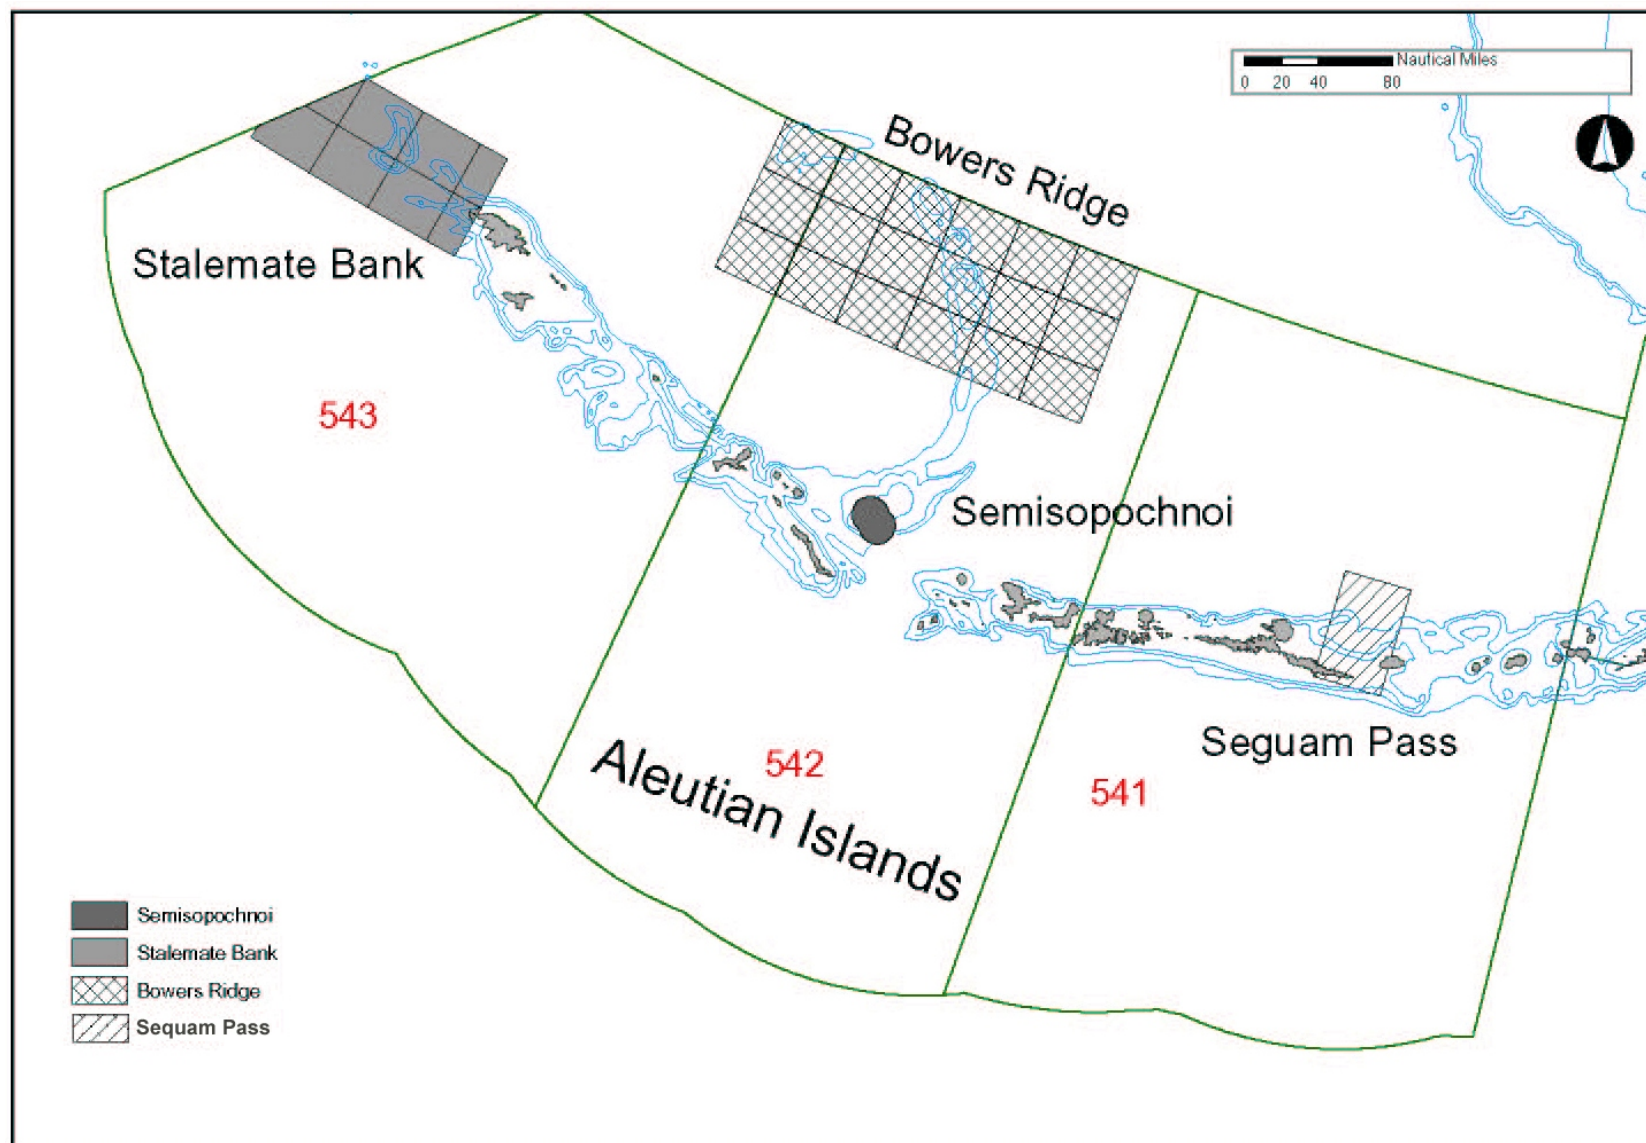 Nautical Miles
0 20 40 80
Bowers Ridge
Stalemate Bank
543
Semisopochnoi
Seguam Pass
542
541
Aleutian Islands
Semisopochnoi
Stalemate Bank
Bowers Ridge
Sequam Pass